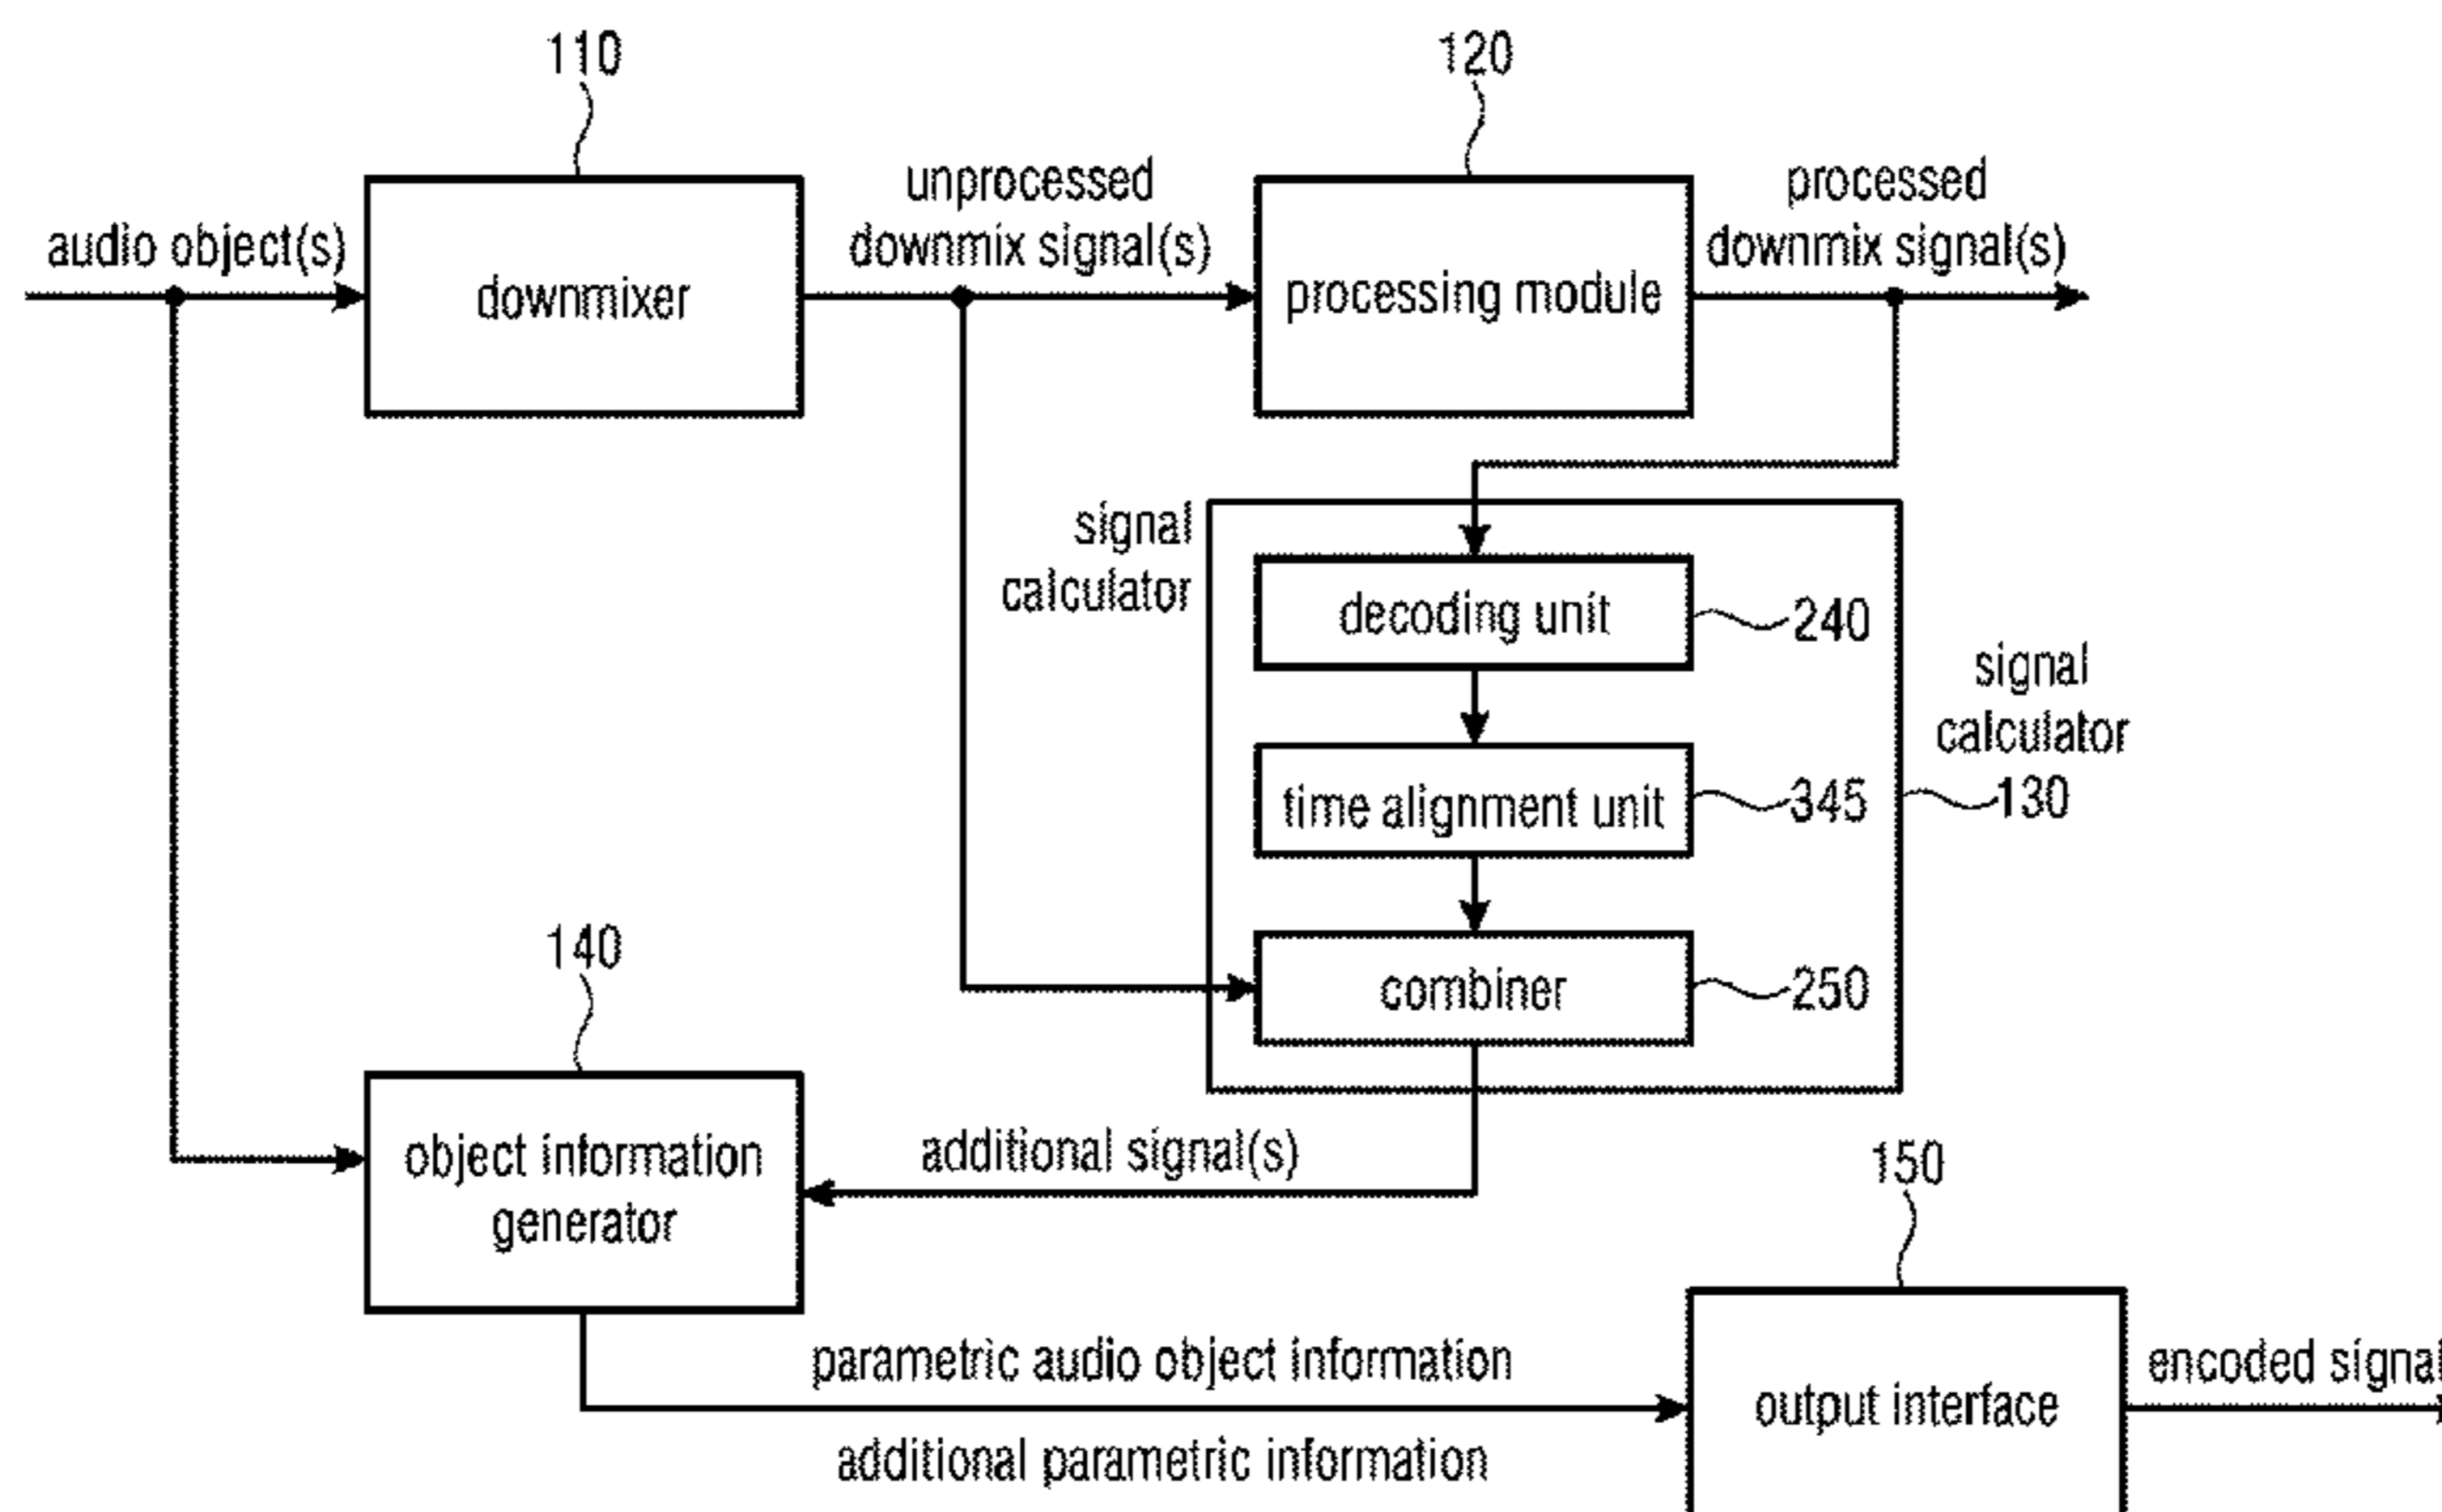 110
120
unprocessed
downmix signal(s)
processed
downmix signal(s)
audio object(s)
downmixer
processing module
signal
calculator
decoding unit
240
time alignment unit
345
signal
calculator
130
combiner
250
140
object information
generator
additional signal(s)
150
parametric audio object information
additional parametric information
output interface
encoded signal